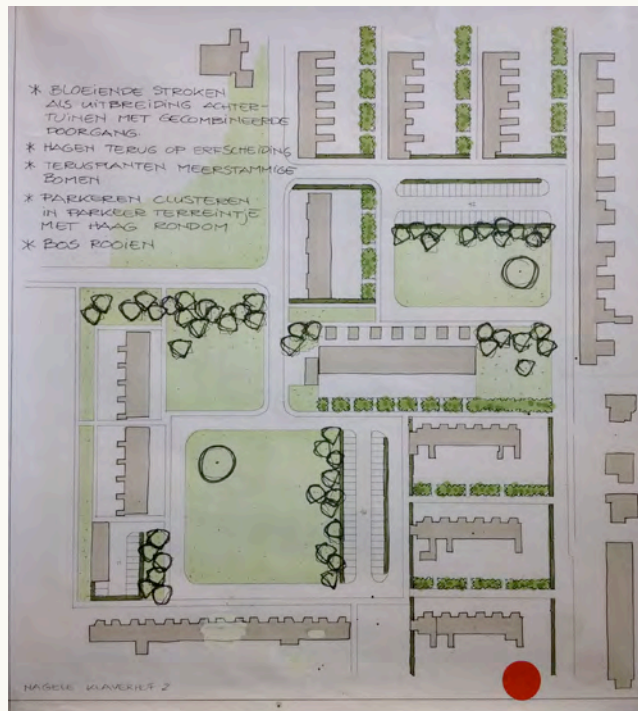 * BLOEIENDE STROKEN
ALS UITBREIDING ACHTER-
TUINEN MET GECOMBINEERDE
DOORGANG.
* HAGEN TERUG OP ERFSCHEIDING
* TERUGPLANTEN MEERSTAMMIGE
BOMEN
* PARKEREN CLUSTEREN
IN PARKEER TERREINTJE
MET HAAG RONDOM
* BOS ROOIEN
NAGELE KLAVERHOF 2